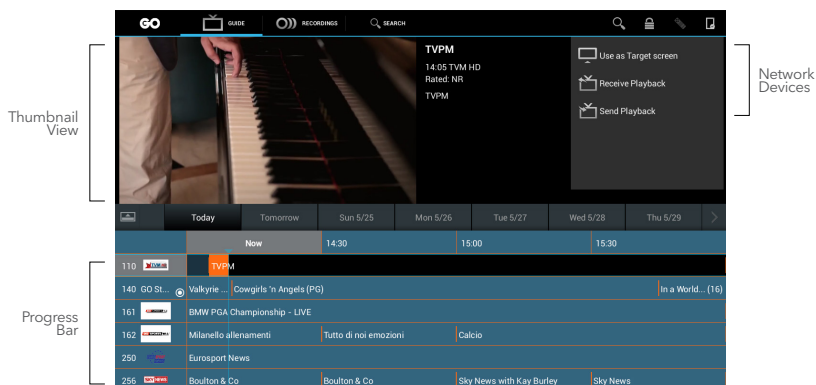 GO
GUIDE
RECORDINGS
SEARCH
Thumbnail
View
TVPM
14:05 TVM HD
Rated: NR
TVPM
Use as Target screen
Receive Playback
Send Playback
Network
Devices
Today Tomorrow Sun 5/25 Mon 5/26 Tue 5/27 Wed 5/28 Thu 5/29
Now 14:30 15:00 15:30
Progress
Bar
110 TVPM
140 GO St... Valkyrie ... Cowgirls 'n Angels (PG) In a World... (16)
161 BMW PGA Championship - LIVE
162 Milanello allenamenti Tutto di noi emozioni Calcio
250 Eurosport News
256 SKY NEWS Boulton & Co Boulton & Co Sky News with Kay Burley Sky News